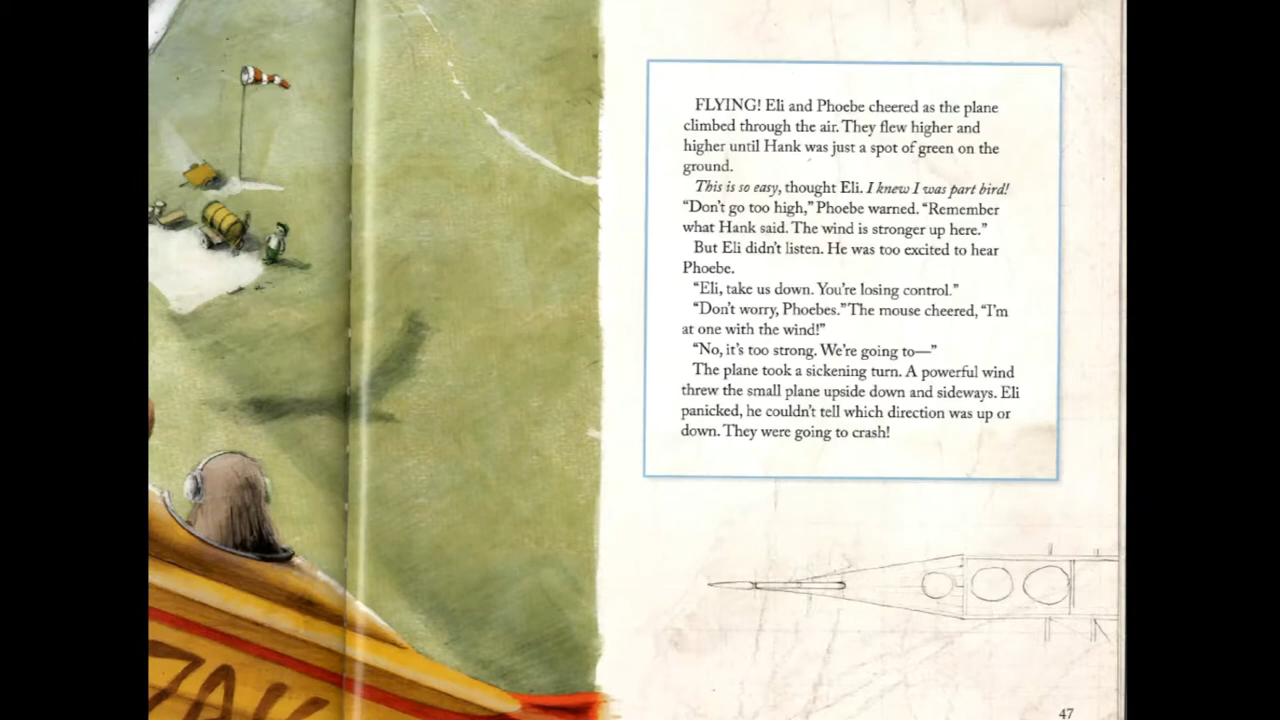 FLYING! Eli and Phoebe cheered as the plane
climbed through the air. They flew higher and
higher until Hank was just a spot of green on the
ground.
This is so easy, thought Eli. I knew I was part bird!
“Don’t go too high,” Phoebe warned. “Remember
what Hank said. The wind is stronger up here.”
But Eli didn’t listen. He was too excited to hear
Phoebe.
“Eli, take us down. You’re losing control.”
“Don’t worry, Phoebes.” The mouse cheered, “I’m
at one with the wind!”
“No, it’s too strong. We’re going to—”
The plane took a sickening turn. A powerful wind
threw the small plane upside down and sideways. Eli
panicked, he couldn’t tell which direction was up or
down. They were going to crash!
47